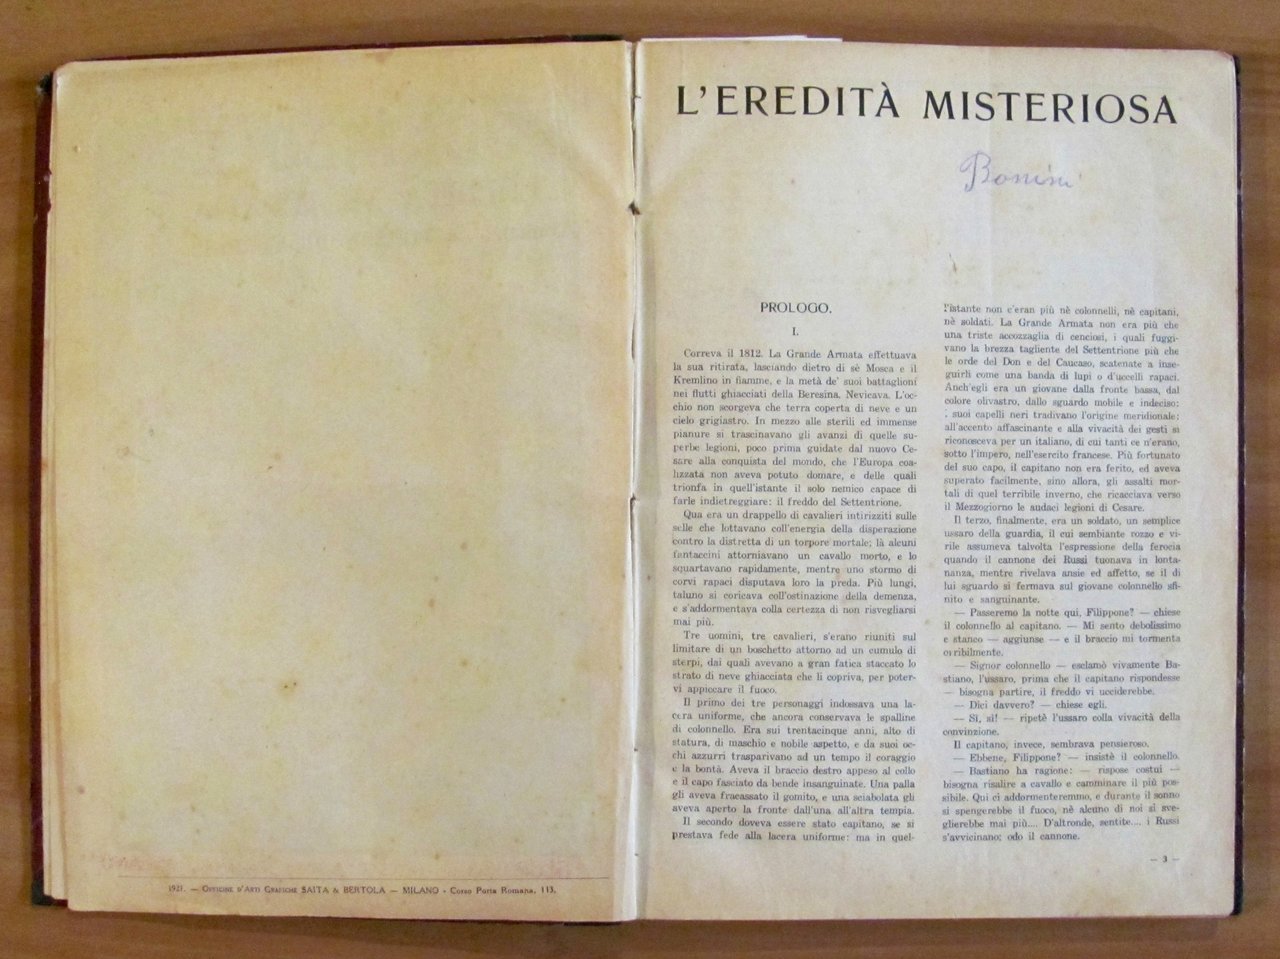 1921. — Officine d'Arti Grafiche SAITA & BERTOLA — MILANO - Corso Porta Romana, 113.
L'EREDITÀ MISTERIOSA
Bonini
PROLOGO.
I.
Correva il 1812. La Grande Armata effettuava
la sua ritirata, lasciando dietro di sè Mosca e il
Kremlino in fiamme, e la metà de' suoi battaglioni
nei flutti ghiacciati della Beresina. Nevicava. L'oc-
chio non scorgeva che terra coperta di neve e un
cielo grigiastro. In mezzo alle sterili ed immense
pianure si trascinavano gli avanzi di quelle su-
perbe legioni, poco prima guidate dal nuovo Ce-
sare alla conquista del mondo, che l'Europa coa-
lizzata non aveva potuto domare, e delle quali
trionfa in quell'istante il solo nemico capace di
farle indietreggiare: il freddo del Settentrione.
Qua era un drappello di cavalieri intirizziti sulle
selle che lottavano coll'energia della disperazione
contro la distretta di un torpore mortale; là alcuni
fantaccini attorniavano un cavallo morto, e lo
squartavano rapidamente, mentre uno stormo di
corvi rapaci disputava loro la preda. Più lungi,
taluno si coricava coll'ostinazione della demenza,
e s'addormentava colla certezza di non risvegliarsi
mai più.
Tre uomini, tre cavalieri, s'erano riuniti sul
limitare di un boschetto attorno ad un cumulo di
sterpi, dai quali avevano a gran fatica staccato lo
strato di neve ghiacciata che li copriva, per poter-
vi appiccare il fuoco.
Il primo dei tre personaggi indossava una la-
cera uniforme, che ancora conservava le spalline
di colonnello. Era sui trentacinque anni, alto di
statura, di maschio e nobile aspetto, e da suoi oc-
chi azzurri trasparivano ad un tempo il coraggio
e la bontà. Aveva il braccio destro appeso al collo
e il capo fasciato da bende insanguinate. Una palla
gli aveva fracassato il gomito, e una sciabolata gli
aveva aperto la fronte dall'una all'altra tempia.
Il secondo doveva essere stato capitano, se si
prestava fede alla lacera uniforme: ma in quel-
l'istante non c'eran più nè colonnelli, nè capitani,
nè soldati. La Grande Armata non era più che
una triste accozzaglia di cenciosi, i quali fuggi-
vano la brezza tagliente del Settentrione più che
le orde del Don e del Caucaso, scatenate a inse-
guirli come una banda di lupi o d'uccelli rapaci.
Anch'egli era un giovane dalla fronte bassa, dal
colore olivastro, dallo sguardo mobile e indeciso;
suoi capelli neri tradivano l'origine meridionale;
all'accento affascinante e alla vivacità dei gesti si
riconosceva per un italiano, di cui tanti ce n'erano,
sotto l'impero, nell'esercito francese. Più fortunato
del suo capo, il capitano non era ferito, ed aveva
superato facilmente, sino allora, gli assalti mor-
tali di quel terribile inverno, che ricacciava verso
il Mezzogiorno le audaci legioni di Cesare.
Il terzo, finalmente, era un soldato, un semplice
ussaro della guardia, il cui sembiante rozzo e vi-
rile assumeva talvolta l'espressione della ferocia
quando il cannone dei Russi tuonava in lonta-
nanza, mentre rivelava ansie ed affetto, se il di
lui sguardo si fermava sul giovane colonnello sfi-
nito e sanguinante.
— Passeremo la notte qui, Filippone? — chiese
il colonnello al capitano. — Mi sento debolissimo
e stanco — aggiunse — e il braccio mi tormenta
orribilmente.
— Signor colonnello — esclamò vivamente Ba-
stiano, l'ussaro, prima che il capitano rispondesse
— bisogna partire, il freddo vi ucciderebbe.
— Dici davvero? — chiese egli.
— Sì, sì! — ripetè l'ussaro colla vivacità della
convinzione.
Il capitano, invece, sembrava pensieroso.
— Ebbene, Filippone? — insistè il colonnello.
— Bastiano ha ragione: — rispose costui —
bisogna risalire a cavallo e camminare il più pos-
sibile. Qui ci addormenteremmo, e durante il sonno
si spengerebbe il fuoco, nè alcuno di noi si sve-
glierebbe mai più.... D'altronde, sentite.... i Russi
s'avvicinano; odo il cannone.
— 3 —